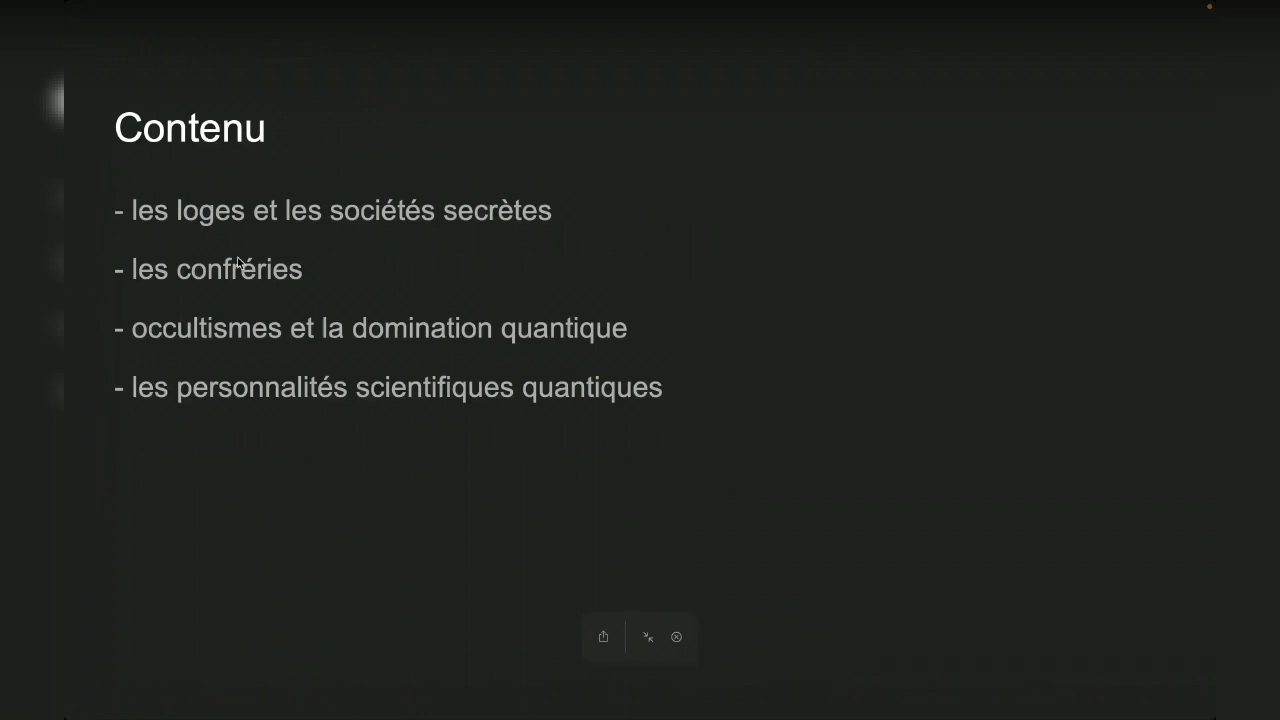 Contenu
- les loges et les sociétés secrètes
- les confréries
- occultismes et la domination quantique
- les personnalités scientifiques quantiques